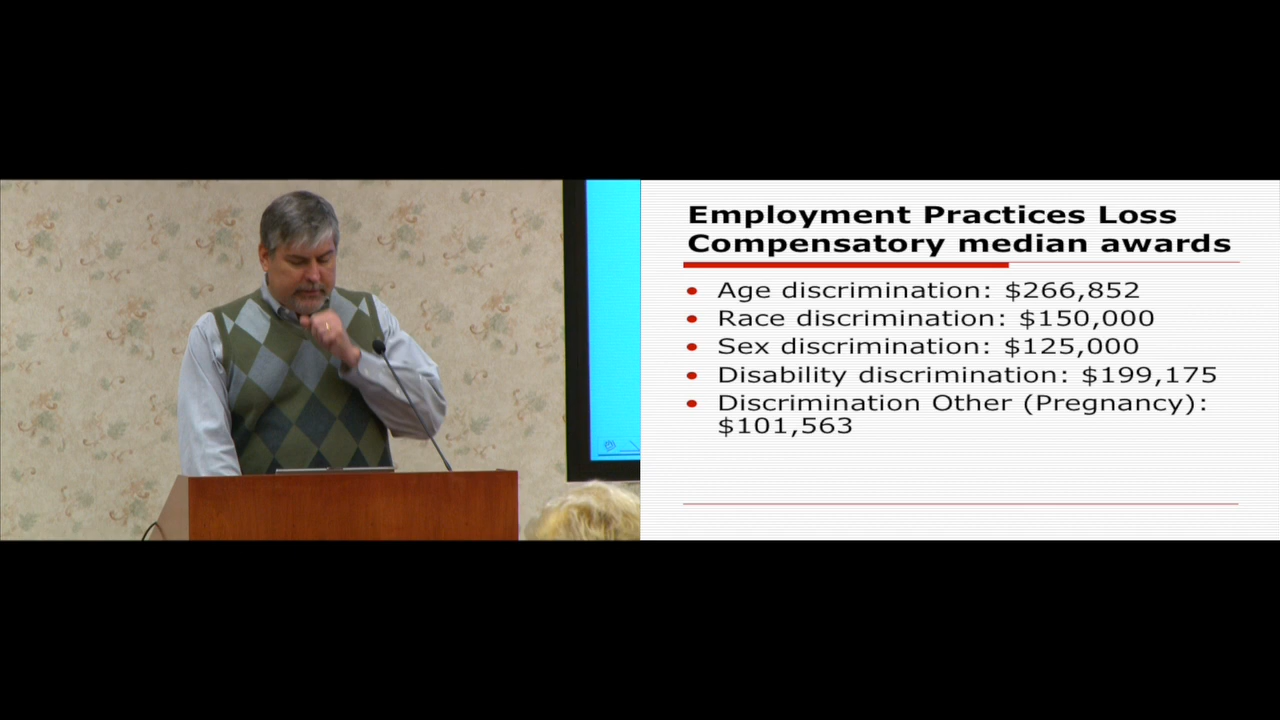 Employment Practices Loss
Compensatory median awards
• Age discrimination: $266,852
• Race discrimination: $150,000
• Sex discrimination: $125,000
• Disability discrimination: $199,175
• Discrimination Other (Pregnancy):
$101,563